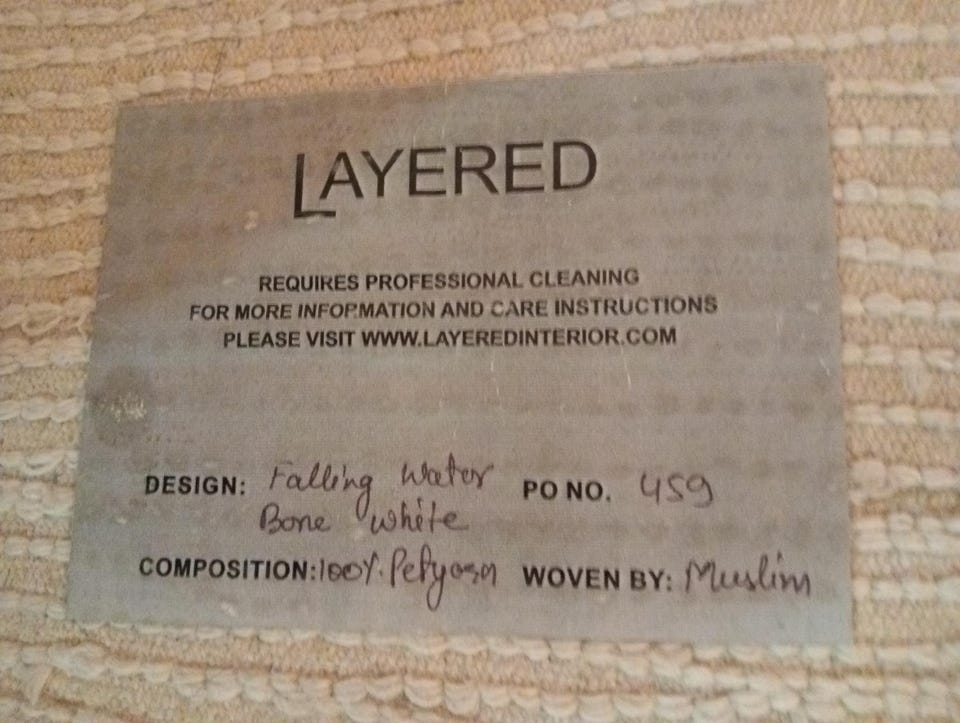 LAYERED
REQUIRES PROFESSIONAL CLEANING
FOR MORE INFORMATION AND CARE INSTRUCTIONS
PLEASE VISIT WWW.LAYEREDINTERIOR.COM
DESIGN: Falling Water PO NO. 459
Bone White
COMPOSITION: 100% WOVEN BY: Muslim